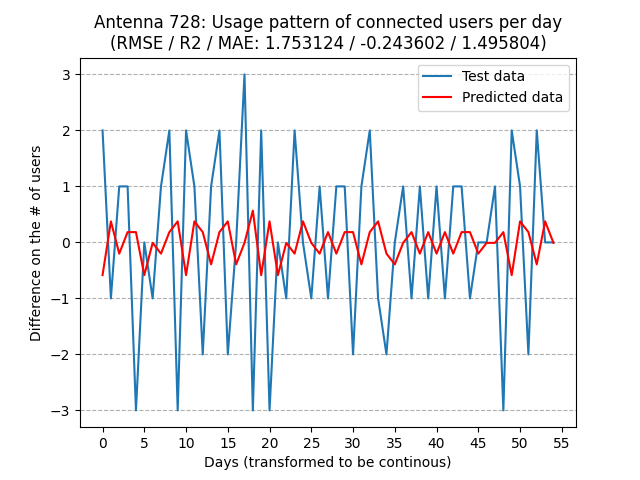 Antenna 728: Usage pattern of connected users per day
(RMSE / R2 / MAE: 1.753124 / -0.243602 / 1.495804)
Test data
Predicted data
Difference on the # of users
3
2
1
0
−1
−2
−3
0 5 10 15 20 25 30 35 40 45 50 55
Days (transformed to be continous)